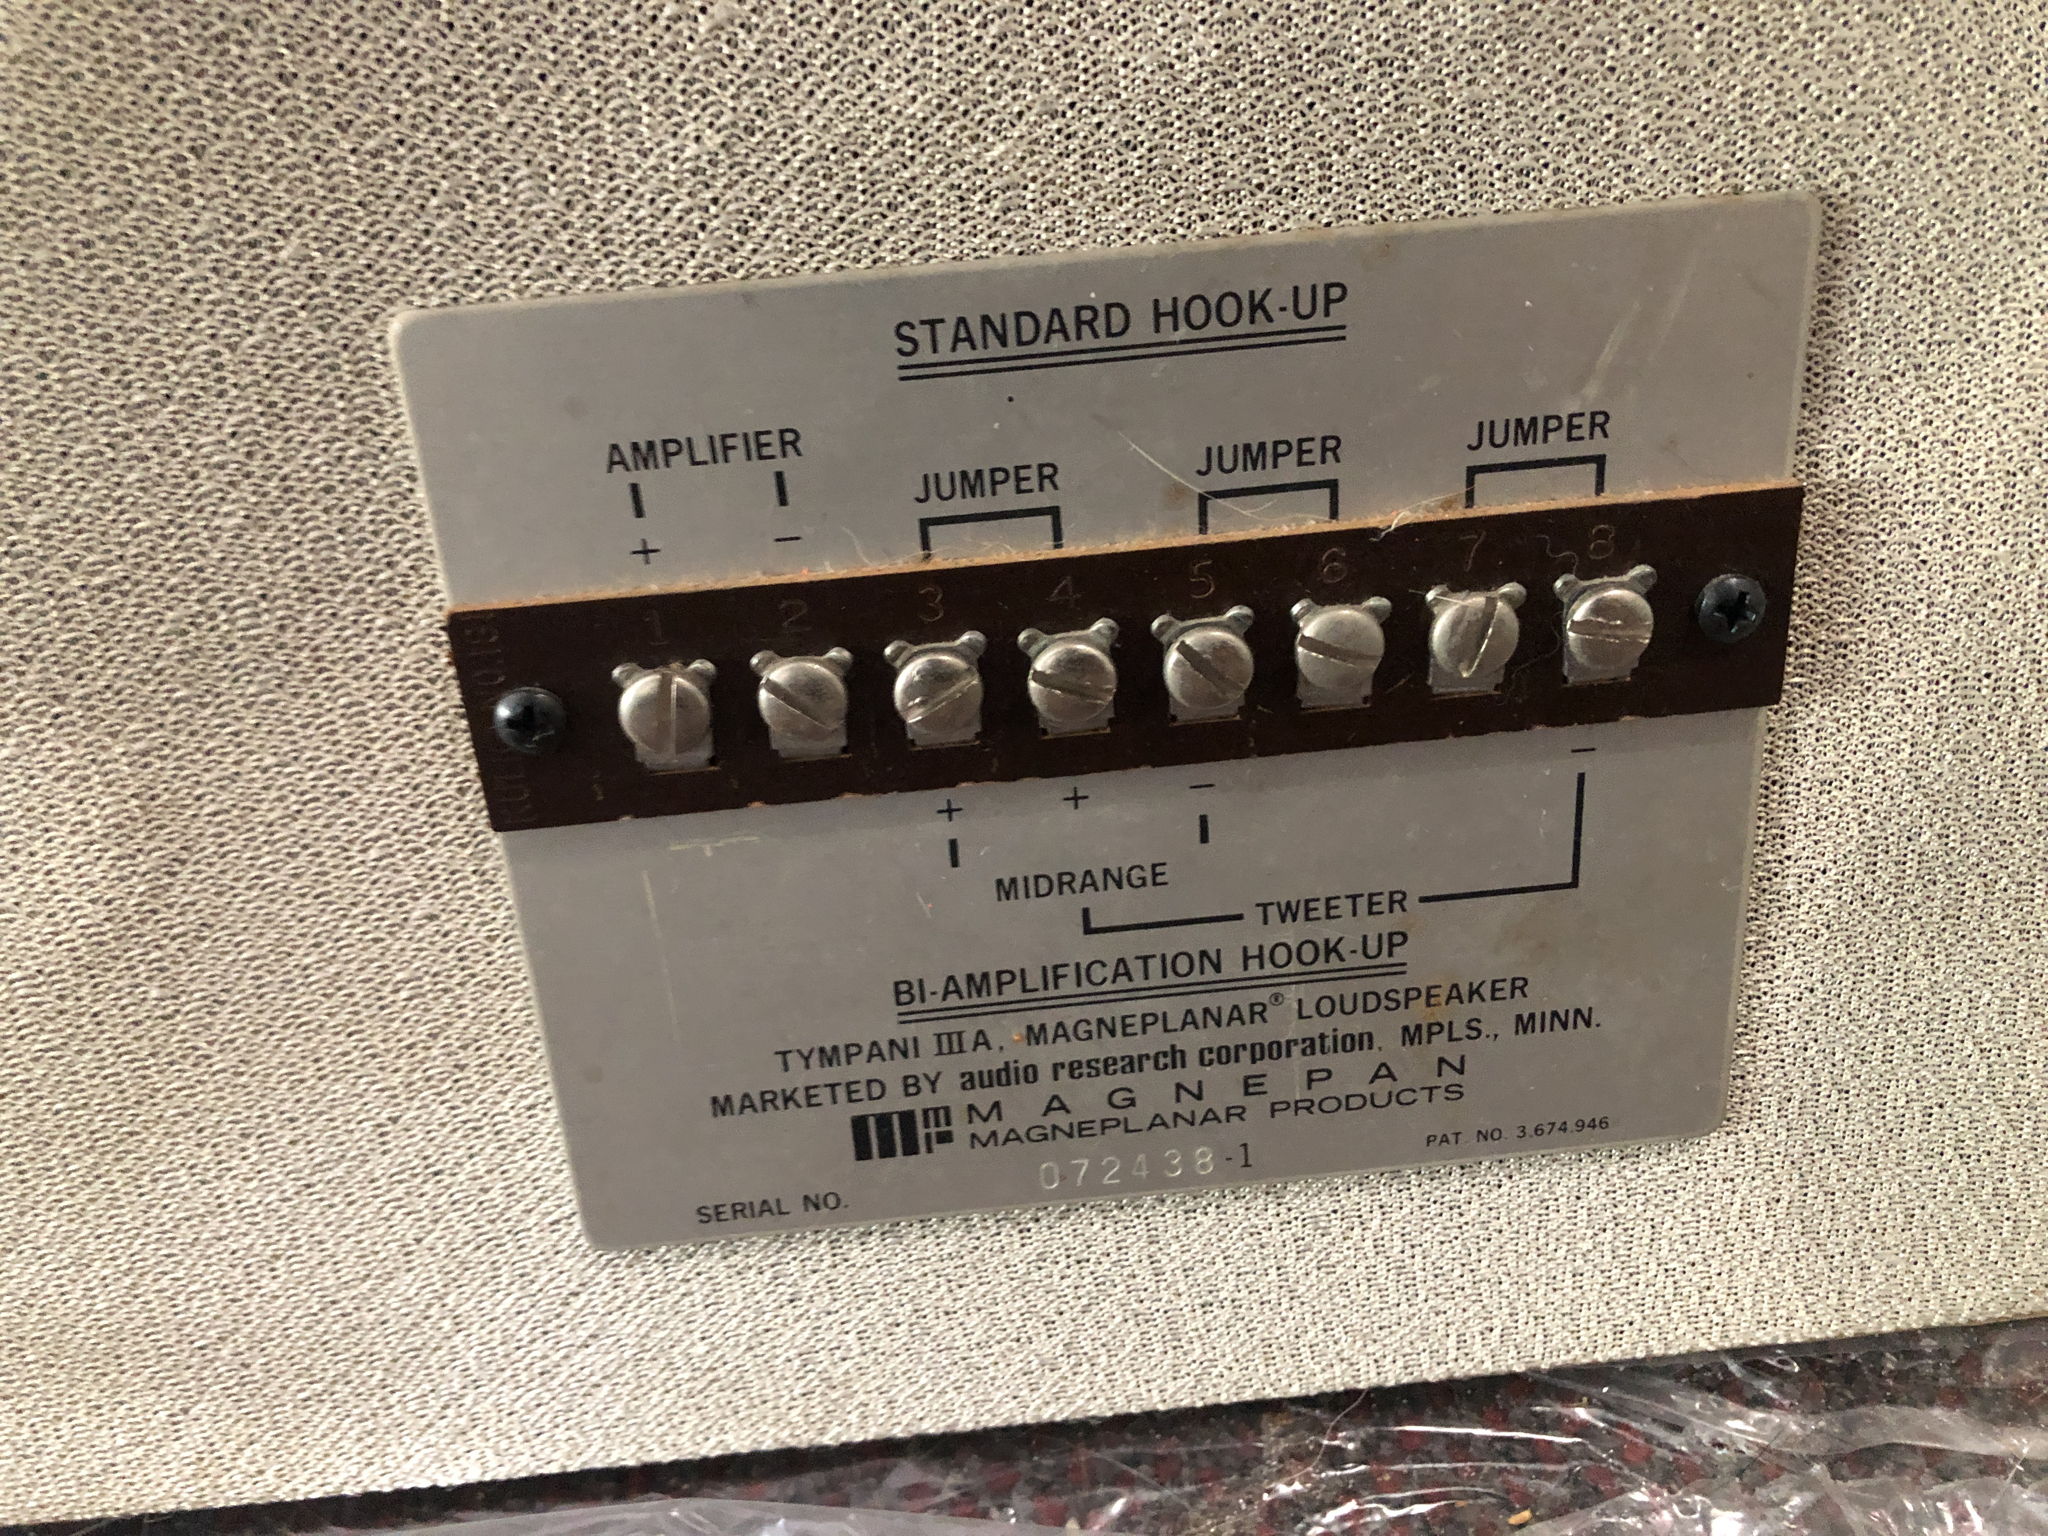 STANDARD HOOK-UP
AMPLIFIER
JUMPER
JUMPER
JUMPER
+ −
1 2 3 4 5 6 7 8
+ + − −
MIDRANGE
TWEETER
BI-AMPLIFICATION HOOK-UP
TYMPANI III A, MAGNEPLANAR® LOUDSPEAKER
MARKETED BY audio research corporation, MPLS., MINN.
MAGNEPAN
MAGNEPLANAR PRODUCTS
PAT. NO. 3.674.946
SERIAL NO. 072438-1